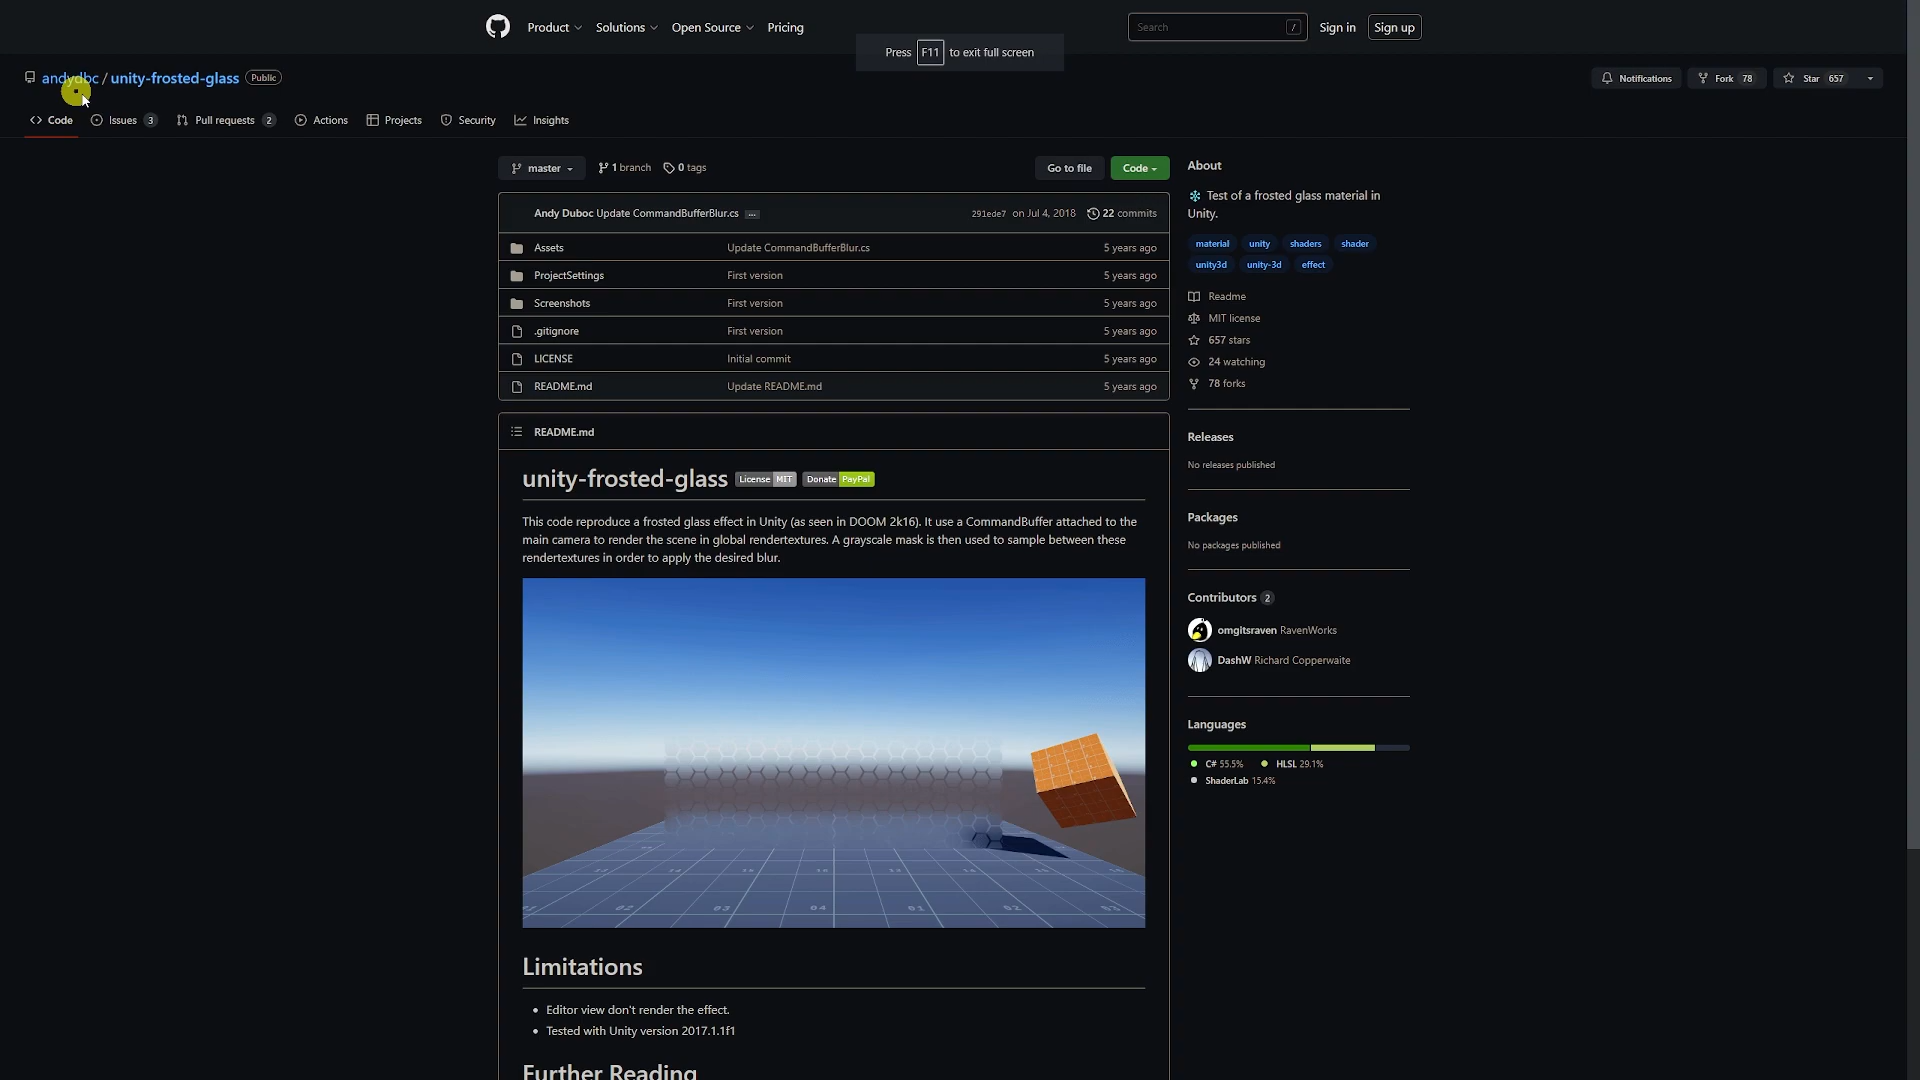 Product Solutions Open Source Pricing
Search /
Sign in Sign up
Press F11 to exit full screen
andydbc / unity-frosted-glass Public
Notifications Fork 78 Star 657
Code Issues 3 Pull requests 2 Actions Projects Security Insights
master 1 branch 0 tags Go to file Code
Andy Duboc Update CommandBufferBlur.cs ... 291ede7 on Jul 4, 2018 22 commits
Assets Update CommandBufferBlur.cs 5 years ago
ProjectSettings First version 5 years ago
Screenshots First version 5 years ago
.gitignore First version 5 years ago
LICENSE Initial commit 5 years ago
README.md Update README.md 5 years ago
README.md
unity-frosted-glass License MIT Donate PayPal
This code reproduce a frosted glass effect in Unity (as seen in DOOM 2k16). It use a CommandBuffer attached to the
main camera to render the scene in global rendertextures. A grayscale mask is then used to sample between these
rendertextures in order to apply the desired blur.
03 04 01 02 03
Limitations
Editor view don't render the effect.
Tested with Unity version 2017.1.1f1
Further Reading
About
Test of a frosted glass material in
Unity.
material unity shaders shader
unity3d unity-3d effect
Readme
MIT license
657 stars
24 watching
78 forks
Releases
No releases published
Packages
No packages published
Contributors 2
omgitsraven RavenWorks
DashW Richard Copperwaite
Languages
C# 55.5% HLSL 29.1%
ShaderLab 15.4%